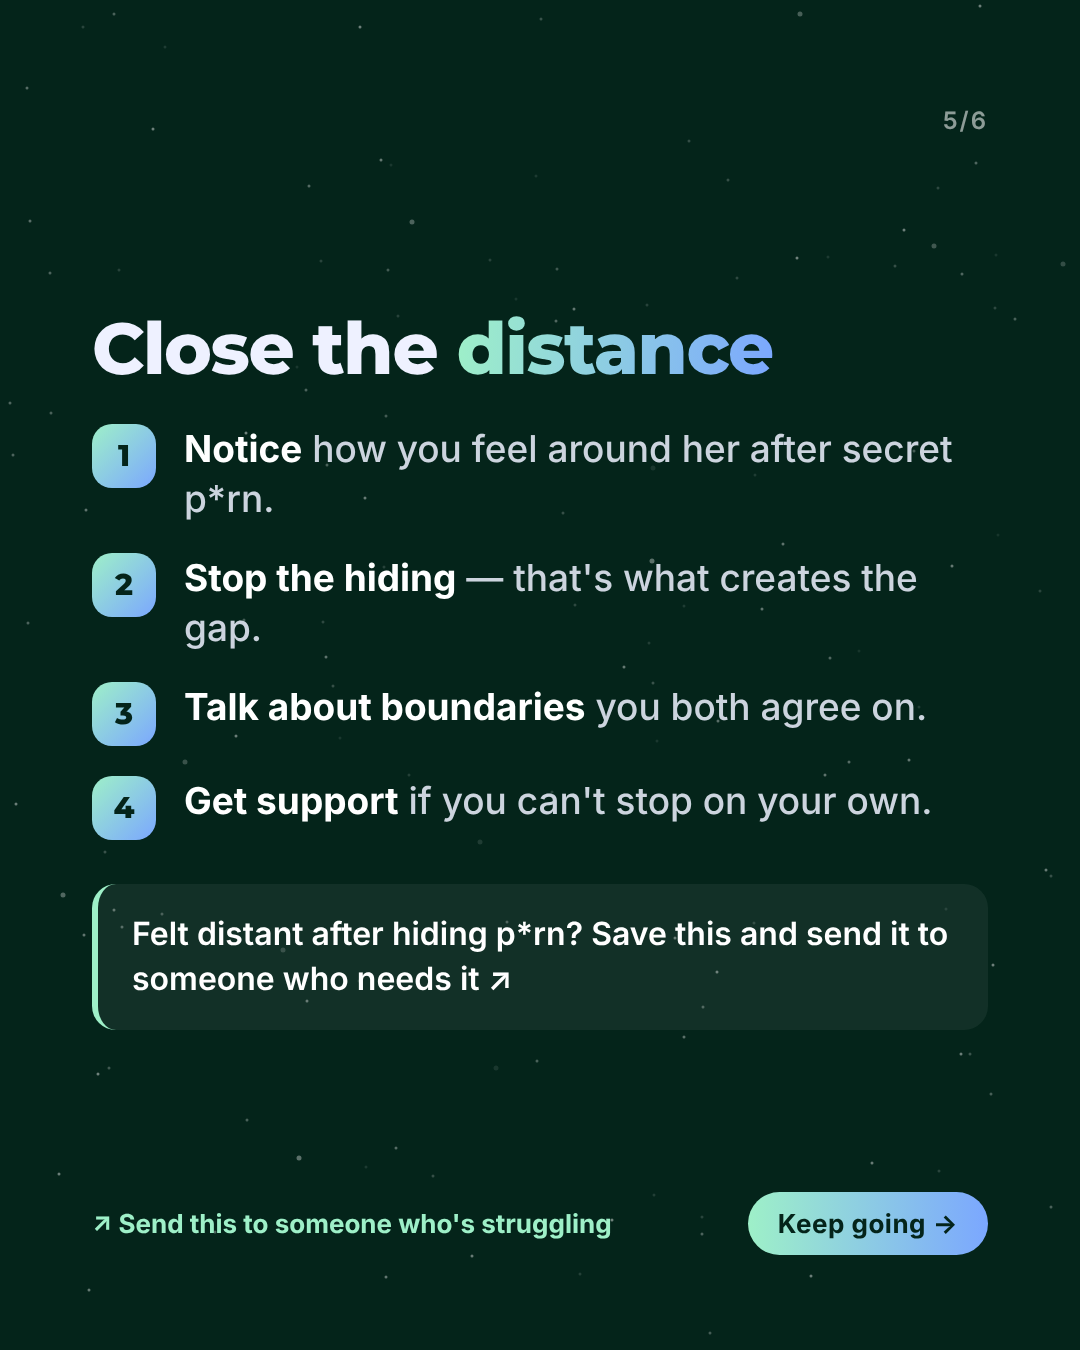 5/6
Close the distance
1 Notice how you feel around her after secret
p*rn.
2 Stop the hiding — that's what creates the
gap.
3 Talk about boundaries you both agree on.
4 Get support if you can't stop on your own.
Felt distant after hiding p*rn? Save this and send it to
someone who needs it ↗
↗ Send this to someone who's struggling
Keep going →